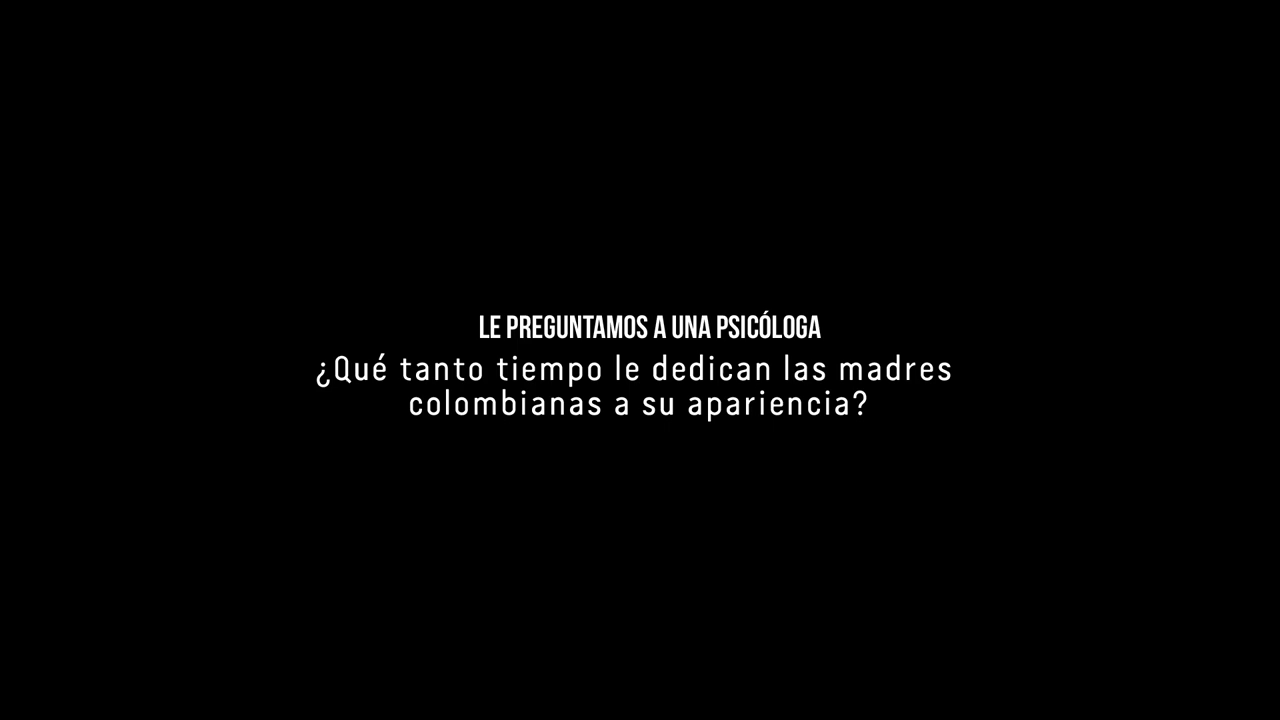 LE PREGUNTAMOS A UNA PSICÓLOGA
¿Qué tanto tiempo le dedican las madres
colombianas a su apariencia?